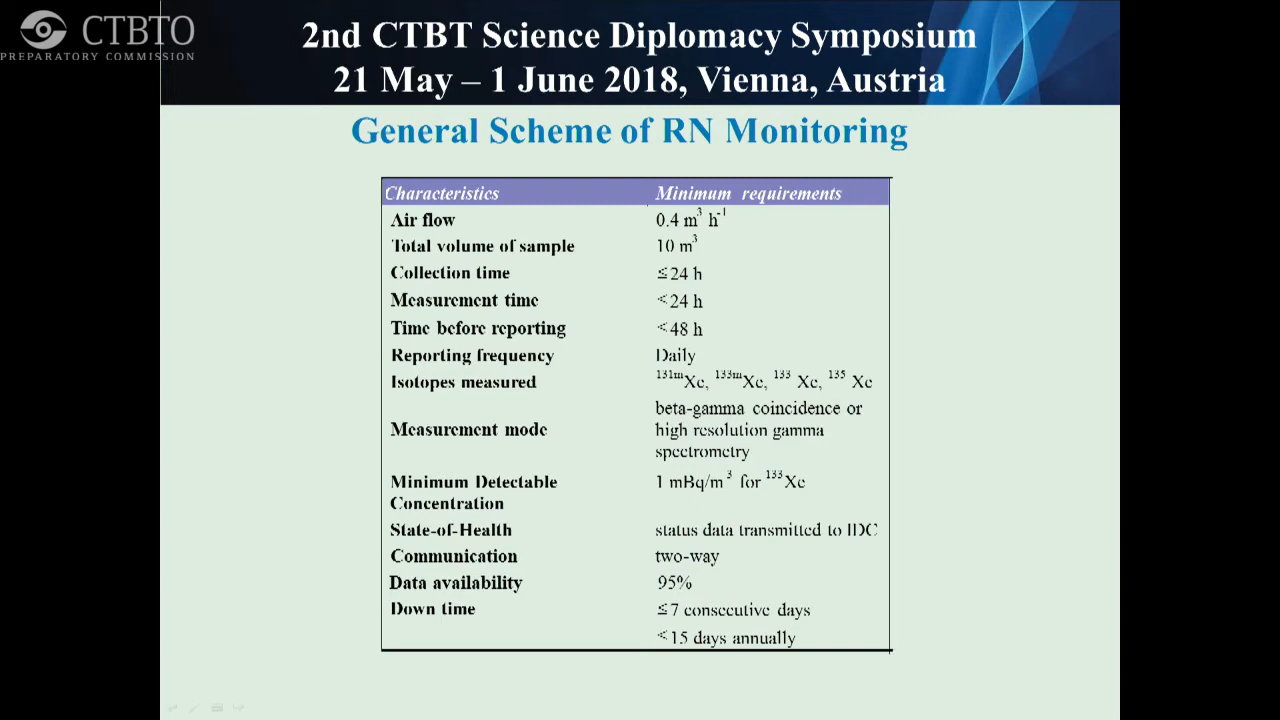 CTBTO
PREPARATORY COMMISSION
2nd CTBT Science Diplomacy Symposium
21 May – 1 June 2018, Vienna, Austria
General Scheme of RN Monitoring
Characteristics Minimum requirements
Air flow 0.4 m³ h⁻¹
Total volume of sample 10 m³
Collection time ≤24 h
Measurement time ≤24 h
Time before reporting ≤48 h
Reporting frequency Daily
Isotopes measured ¹³¹ᵐXe, ¹³³ᵐXe, ¹³³ Xe, ¹³⁵ Xe
Measurement mode beta-gamma coincidence or
high resolution gamma
spectrometry
Minimum Detectable 1 mBq/m³ for ¹³³Xe
Concentration
State-of-Health status data transmitted to IDC
Communication two-way
Data availability 95%
Down time ≤7 consecutive days
≤15 days annually